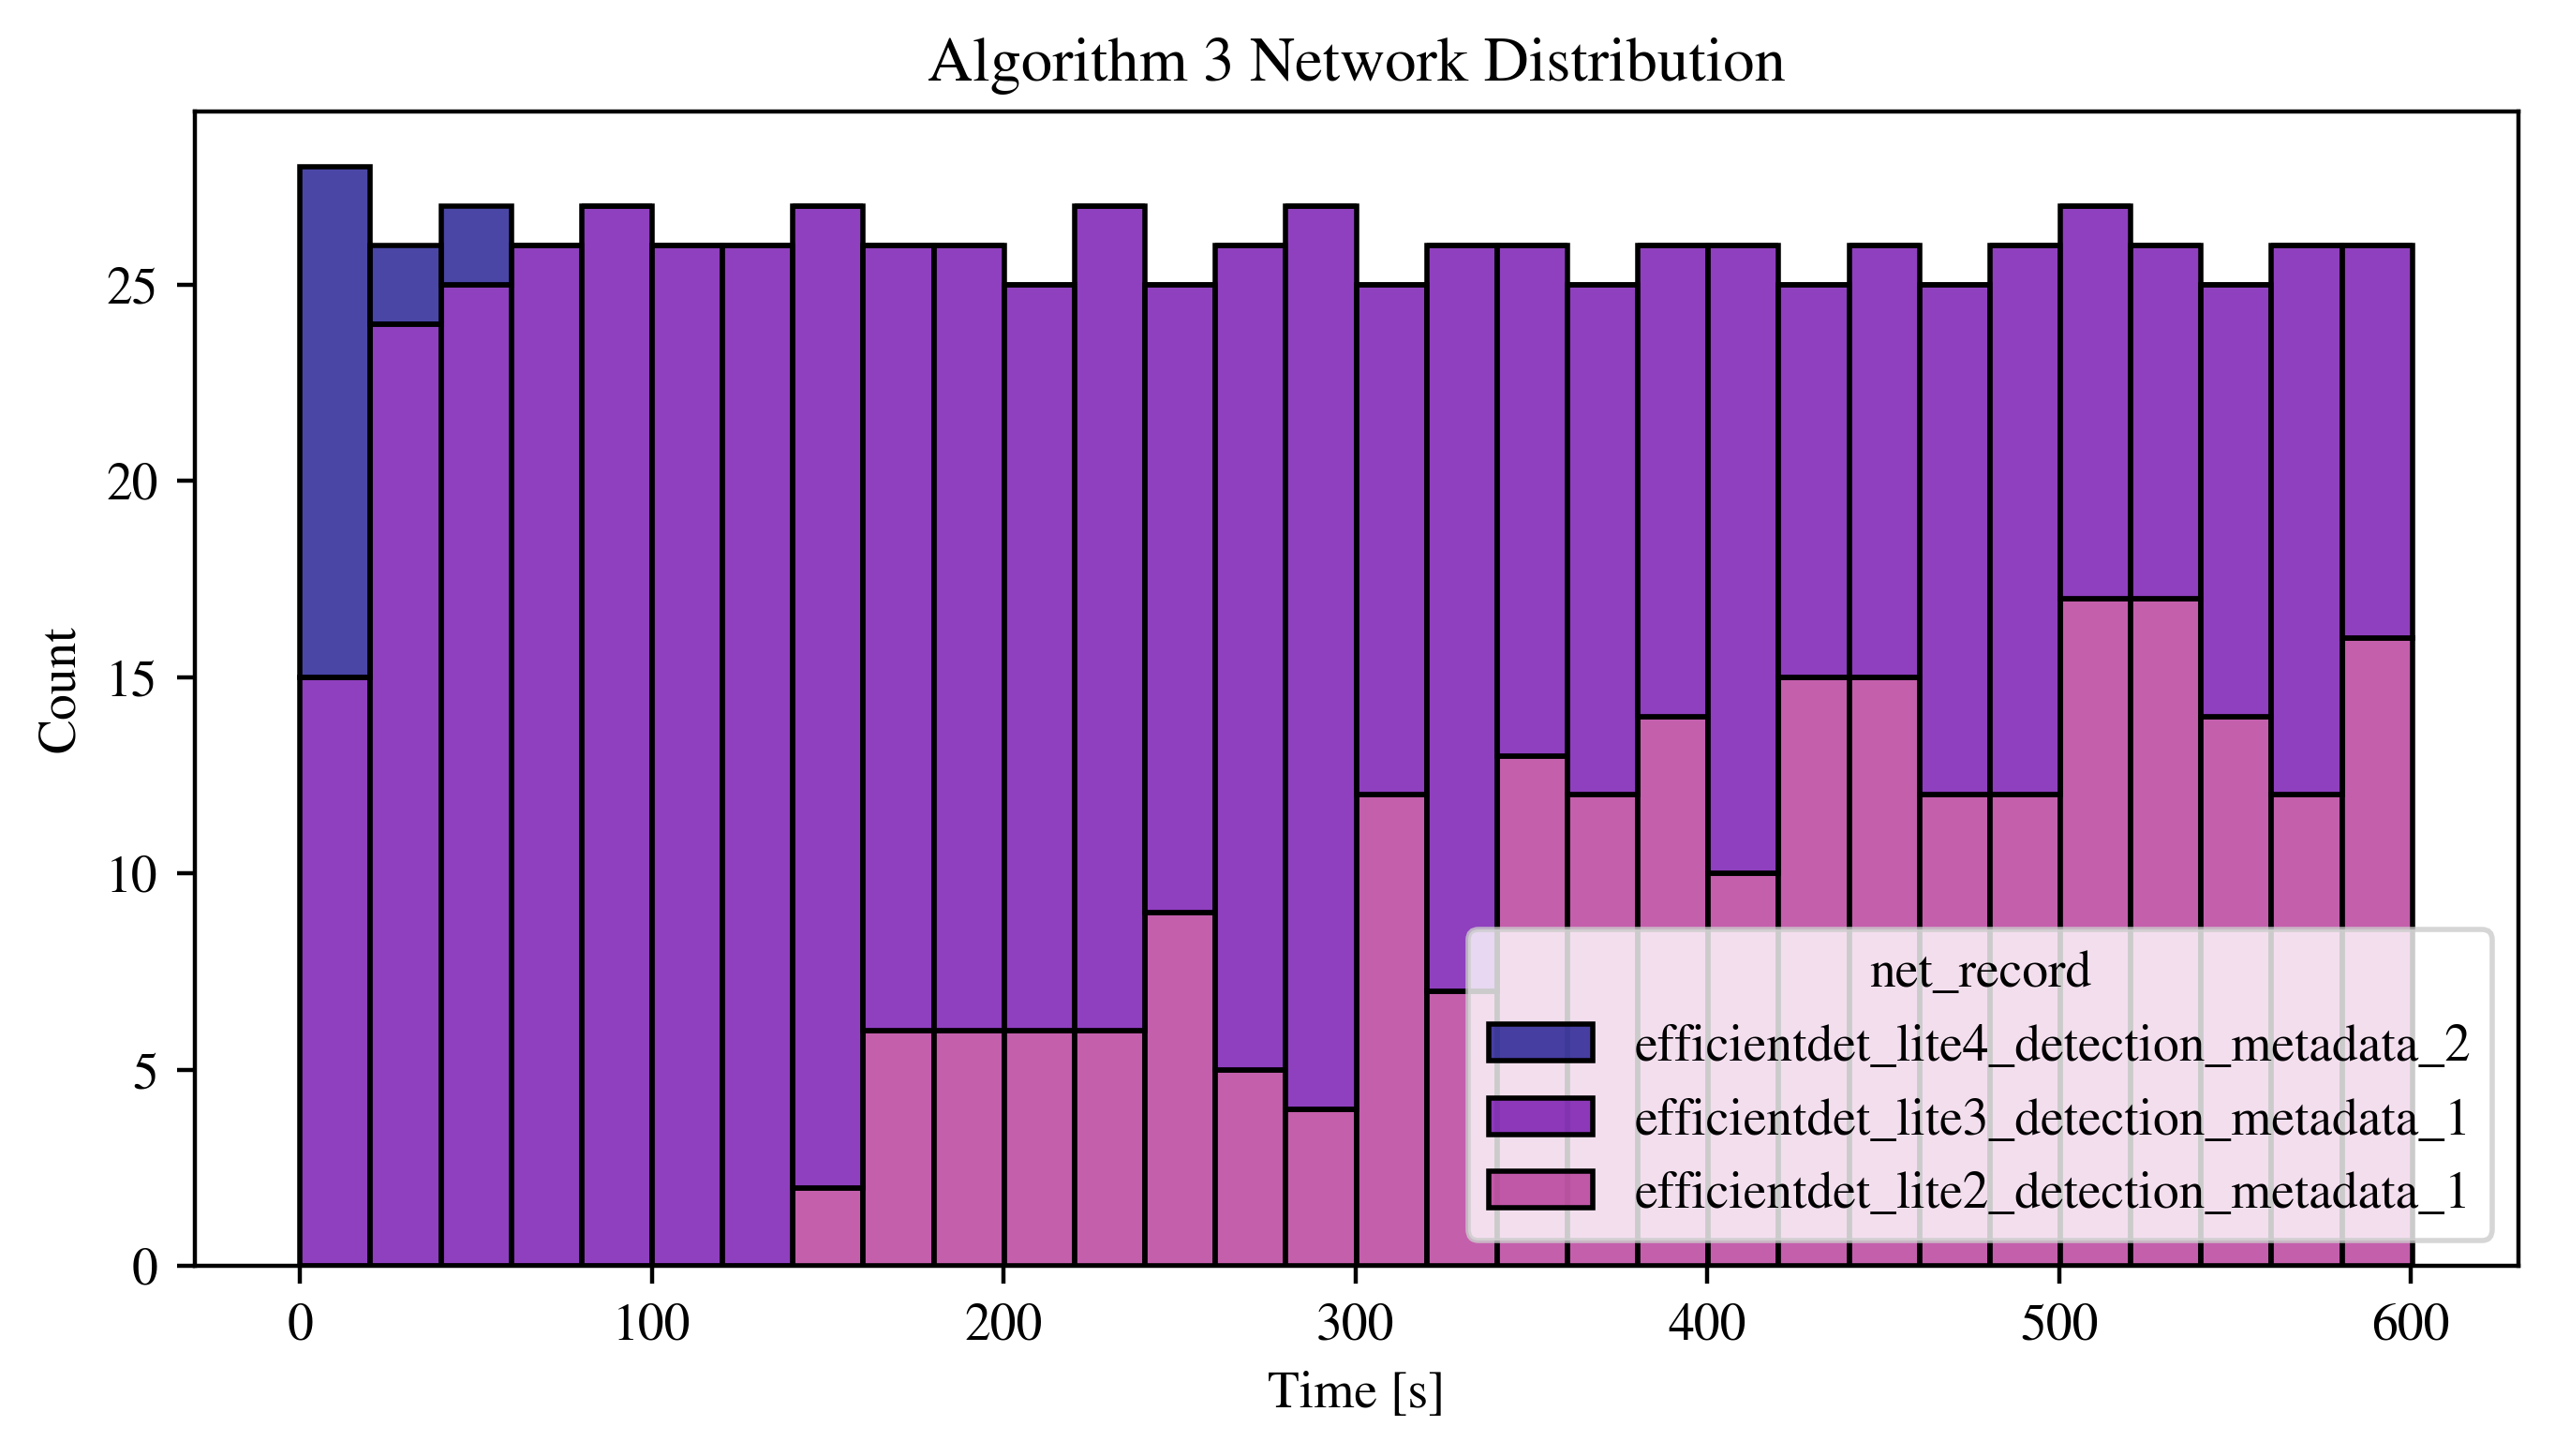 Algorithm 3 Network Distribution
25
20
15
10
5
0
Count
net_record
efficientdet_lite4_detection_metadata_2
efficientdet_lite3_detection_metadata_1
efficientdet_lite2_detection_metadata_1
0 100 200 300 400 500 600
Time [s]